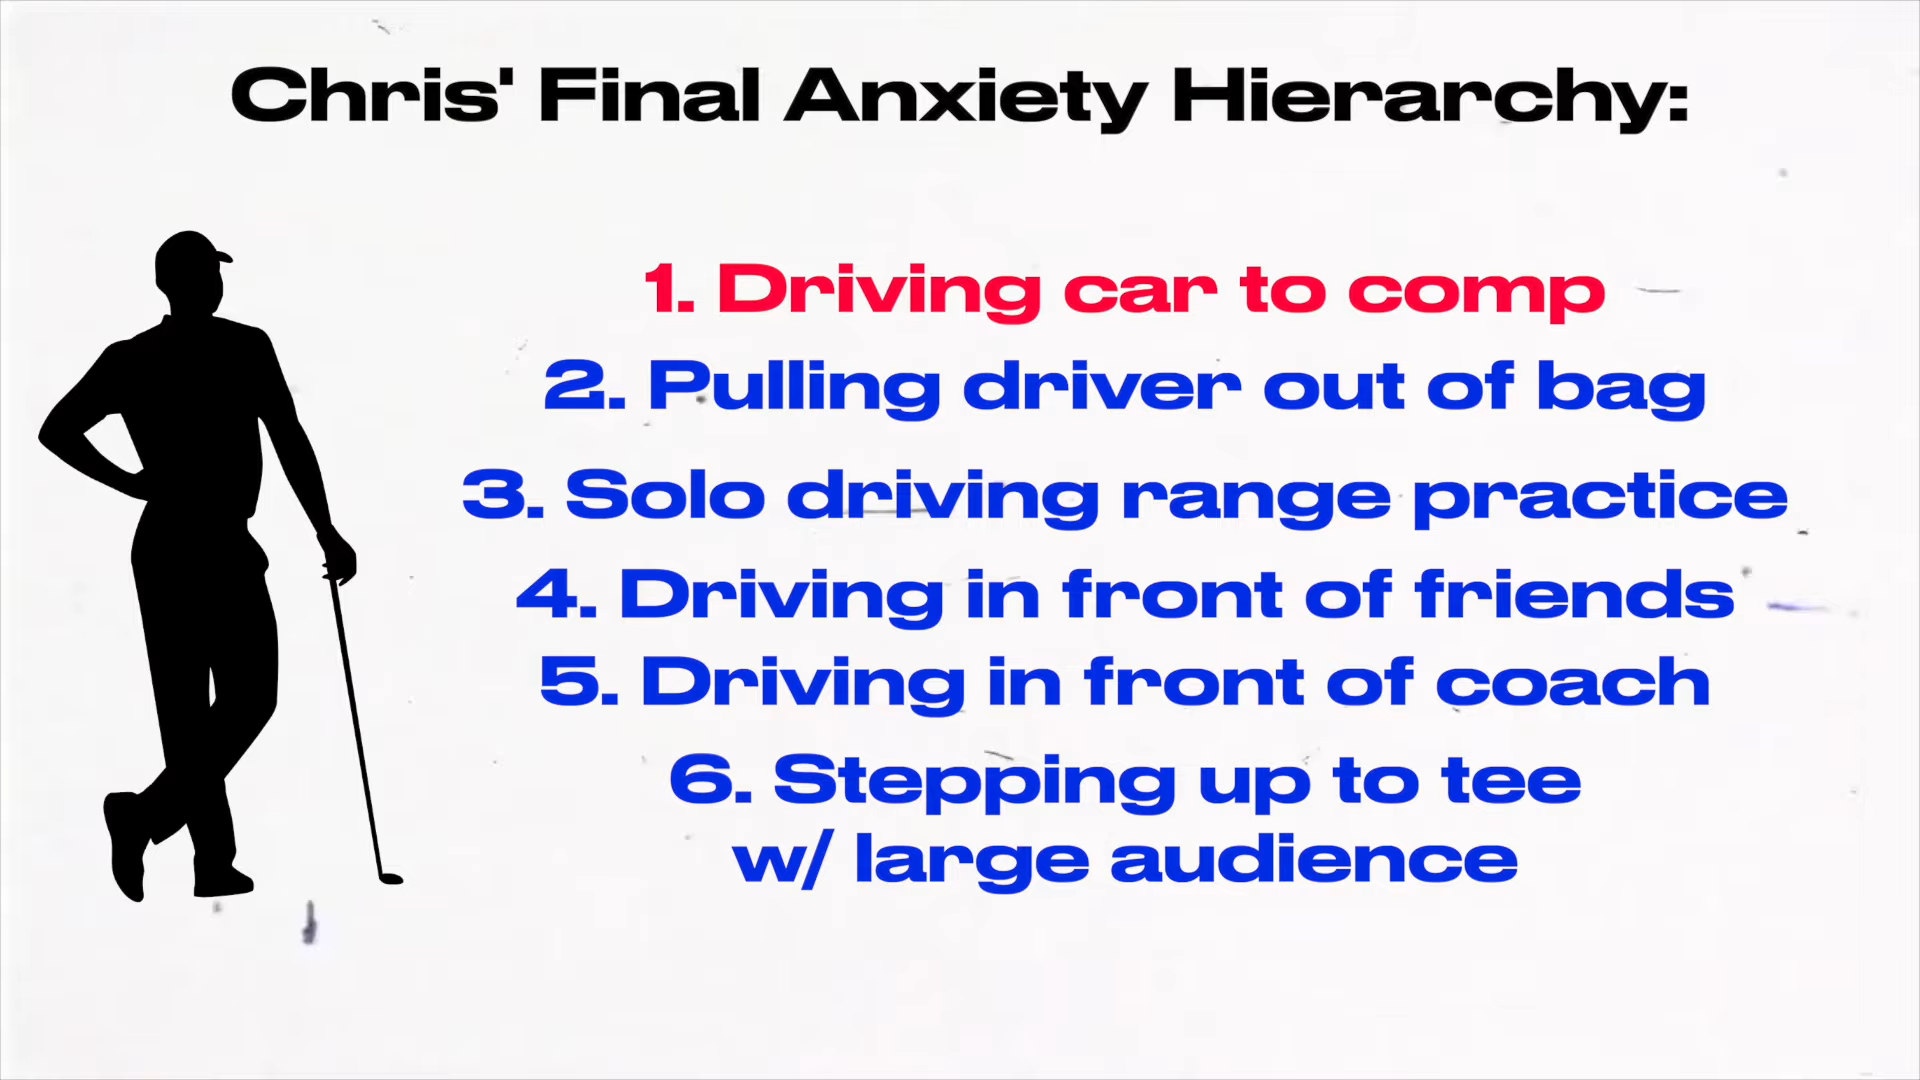 Chris' Final Anxiety Hierarchy:
1. Driving car to comp
2. Pulling driver out of bag
3. Solo driving range practice
4. Driving in front of friends
5. Driving in front of coach
6. Stepping up to tee
w/ large audience